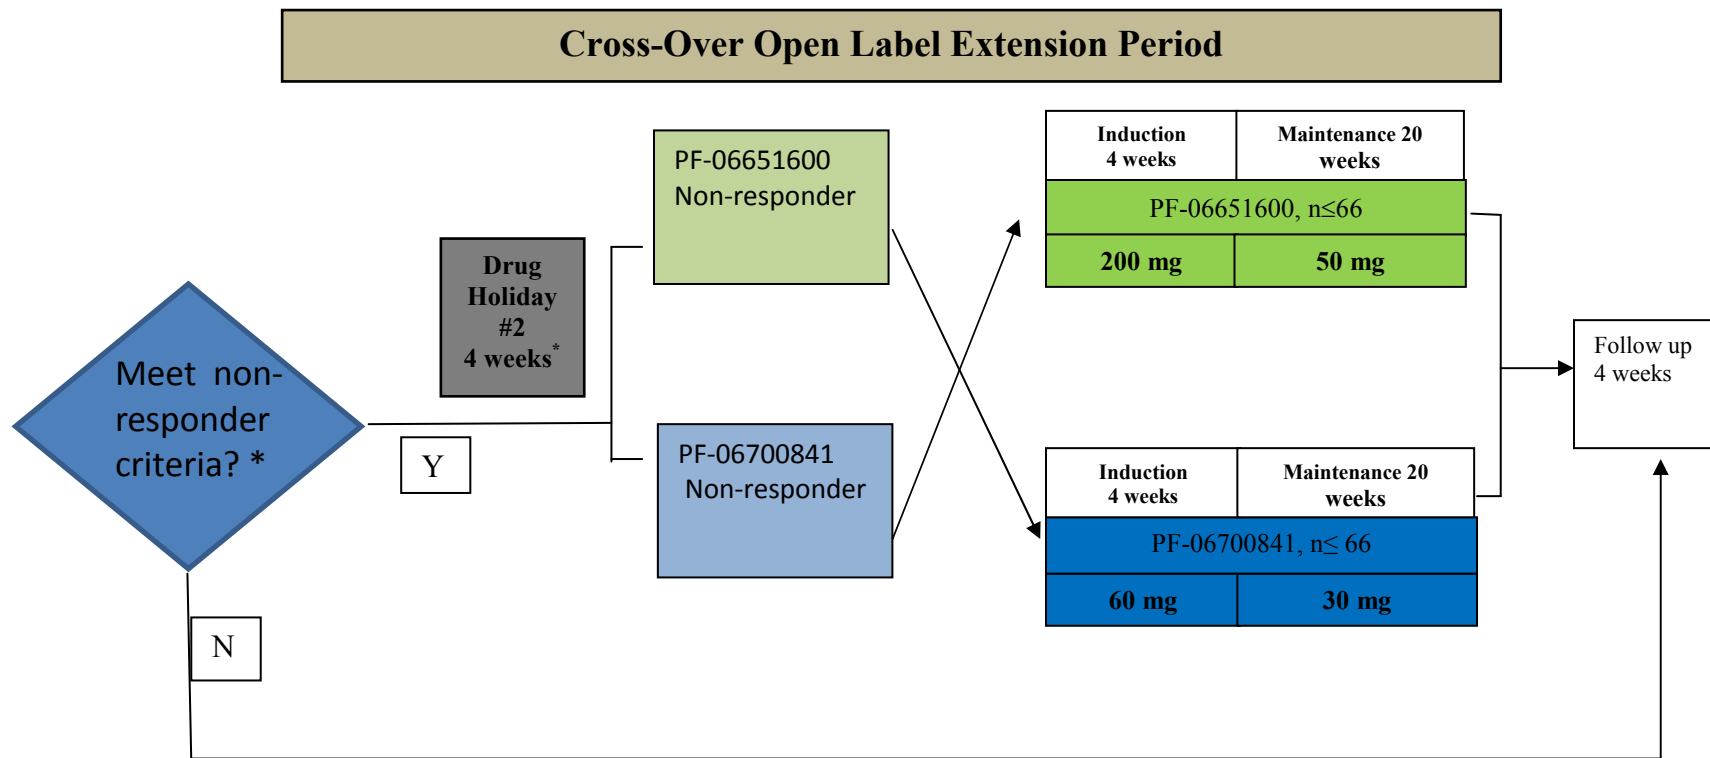 Cross-Over Open Label Extension Period
Meet non-
responder
criteria? *
Y
N
Drug
Holiday
#2
4 weeks*
PF-06651600
Non-responder
PF-06700841
Non-responder
Induction
4 weeks
Maintenance 20
weeks
PF-06651600, n≤66
200 mg
50 mg
Induction
4 weeks
Maintenance 20
weeks
PF-06700841, n≤ 66
60 mg
30 mg
Follow up
4 weeks